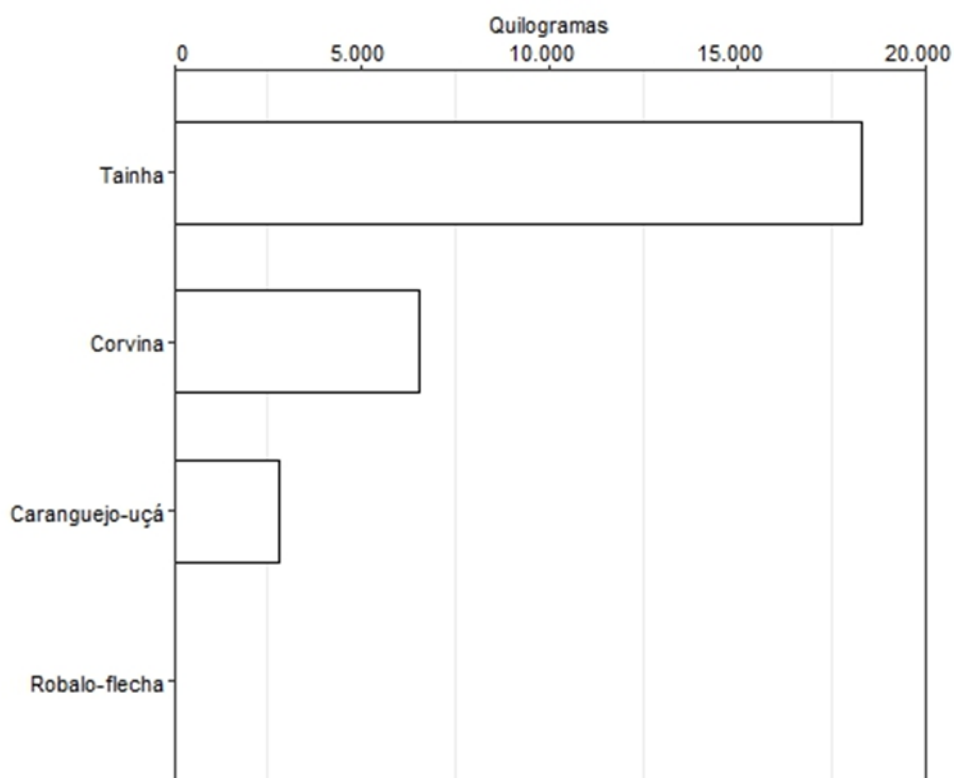 Quilogramas
0 5.000 10.000 15.000 20.000
Tainha
Corvina
Caranguejo-uçá
Robalo-flecha